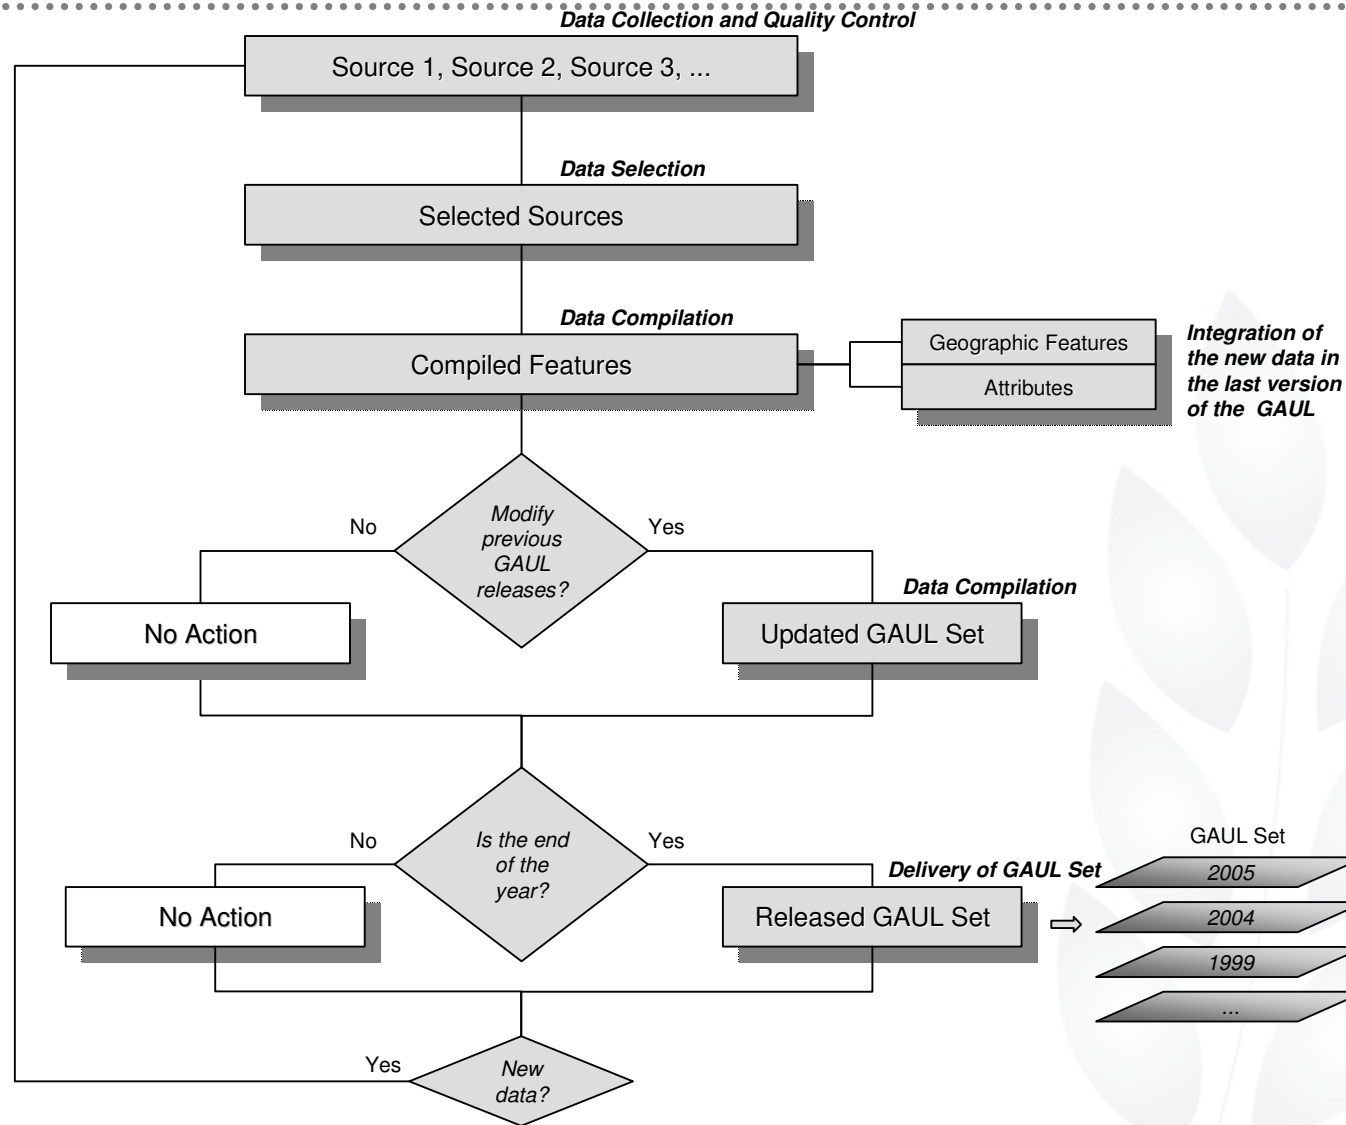 Data Collection and Quality Control
Source 1, Source 2, Source 3, ...
Data Selection
Selected Sources
Data Compilation
Compiled Features
Geographic Features
Attributes
Integration of
the new data in
the last version
of the GAUL
Modify
previous
GAUL
releases?
No
Yes
Data Compilation
No Action
Updated GAUL Set
Is the end
of the
year?
No
Yes
Delivery of GAUL Set
No Action
Released GAUL Set
GAUL Set
2005
2004
1999
...
New
data?
Yes